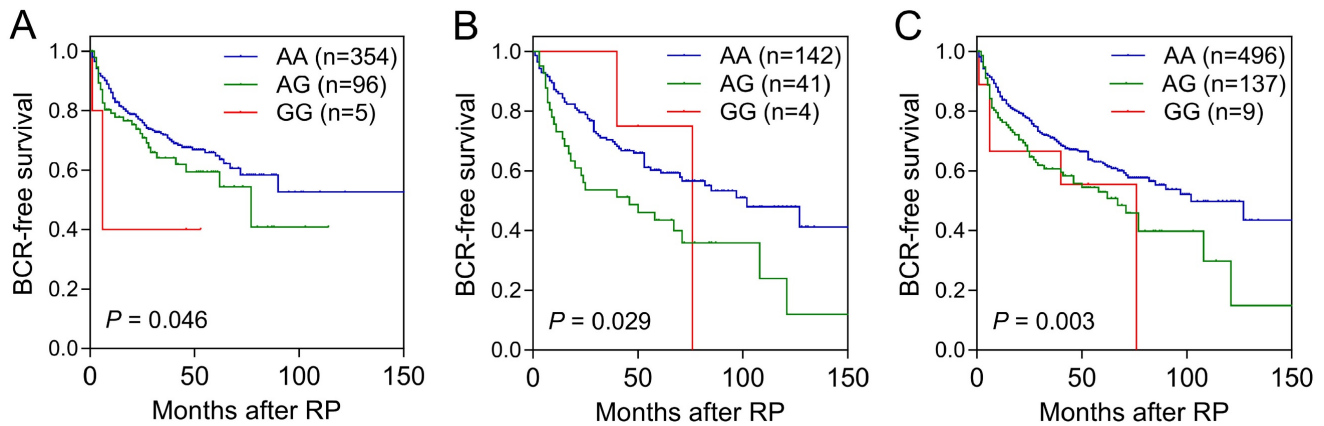 A
BCR-free survival
1.0
0.8
0.6
0.4
0.2
0.0
AA (n=354)
AG (n=96)
GG (n=5)
P = 0.046
0 50 100 150
Months after RP
B
BCR-free survival
1.0
0.8
0.6
0.4
0.2
0.0
AA (n=142)
AG (n=41)
GG (n=4)
P = 0.029
0 50 100 150
Months after RP
C
BCR-free survival
1.0
0.8
0.6
0.4
0.2
0.0
AA (n=496)
AG (n=137)
GG (n=9)
P = 0.003
0 50 100 150
Months after RP